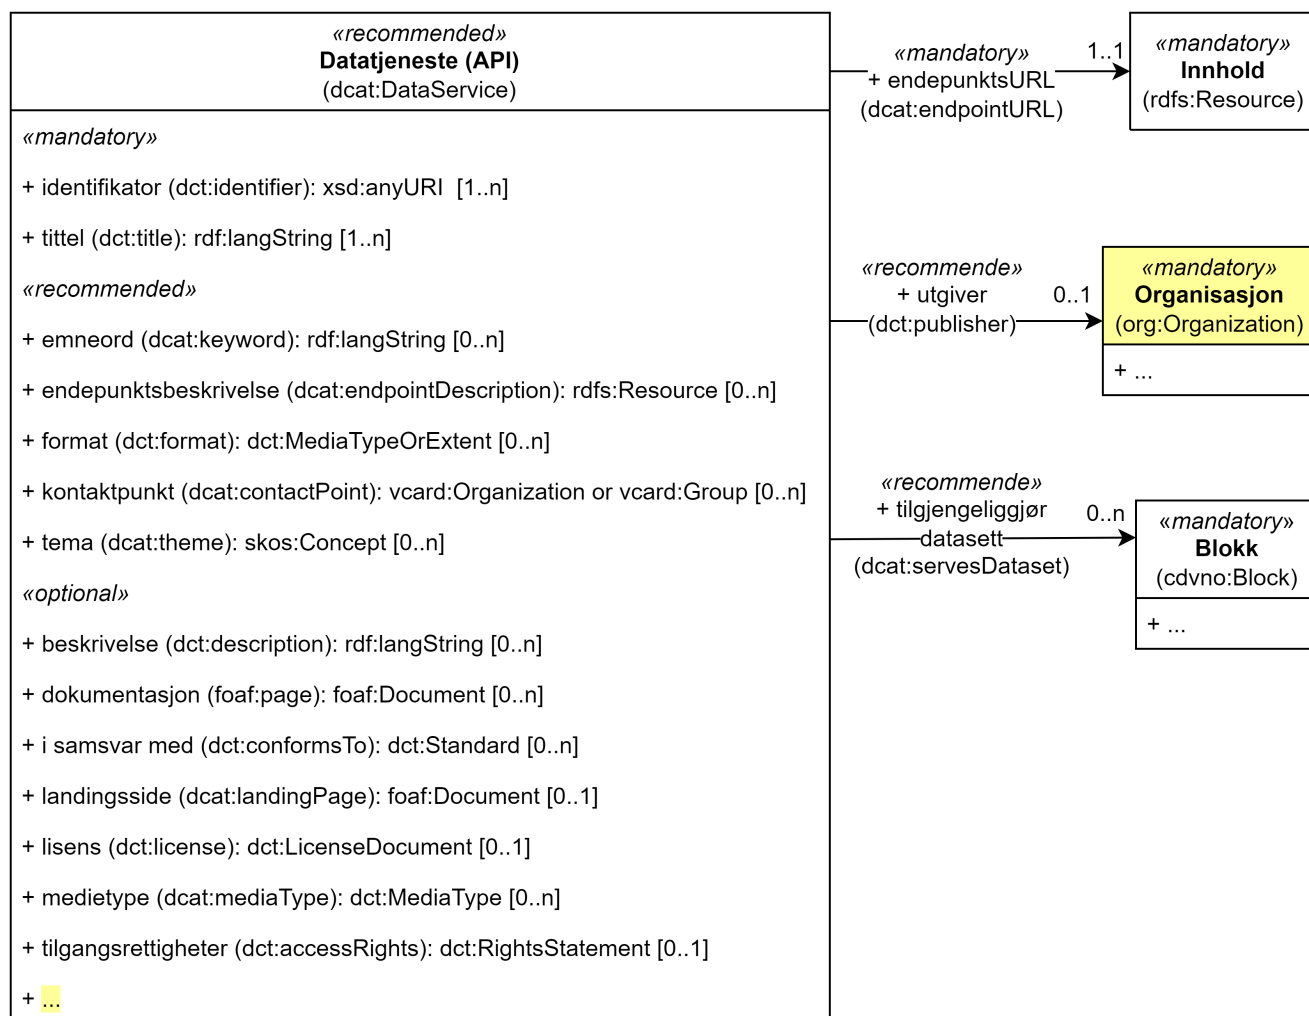 «recommended»
Datatjeneste (API)
(dcat:DataService)
«mandatory»
+ identifikator (dct:identifier): xsd:anyURI [1..n]
+ tittel (dct:title): rdf:langString [1..n]
«recommended»
+ emneord (dcat:keyword): rdf:langString [0..n]
+ endepunktsbeskrivelse (dcat:endpointDescription): rdfs:Resource [0..n]
+ format (dct:format): dct:MediaTypeOrExtent [0..n]
+ kontaktpunkt (dcat:contactPoint): vcard:Organization or vcard:Group [0..n]
+ tema (dcat:theme): skos:Concept [0..n]
«optional»
+ beskrivelse (dct:description): rdf:langString [0..n]
+ dokumentasjon (foaf:page): foaf:Document [0..n]
+ i samsvar med (dct:conformsTo): dct:Standard [0..n]
+ landingsside (dcat:landingPage): foaf:Document [0..1]
+ lisens (dct:license): dct:LicenseDocument [0..1]
+ medietype (dcat:mediaType): dct:MediaType [0..n]
+ tilgangsrettigheter (dct:accessRights): dct:RightsStatement [0..1]
+ ...
«mandatory»
+ endepunktsURL
(dcat:endpointURL)
1..1
«mandatory»
Innhold
(rdfs:Resource)
«recommende»
+ utgiver
(dct:publisher)
0..1
«mandatory»
Organisasjon
(org:Organization)
+ ...
«recommende»
+ tilgjengeliggjør
datasett
(dcat:servesDataset)
0..n
«mandatory»
Blokk
(cdvno:Block)
+ ...